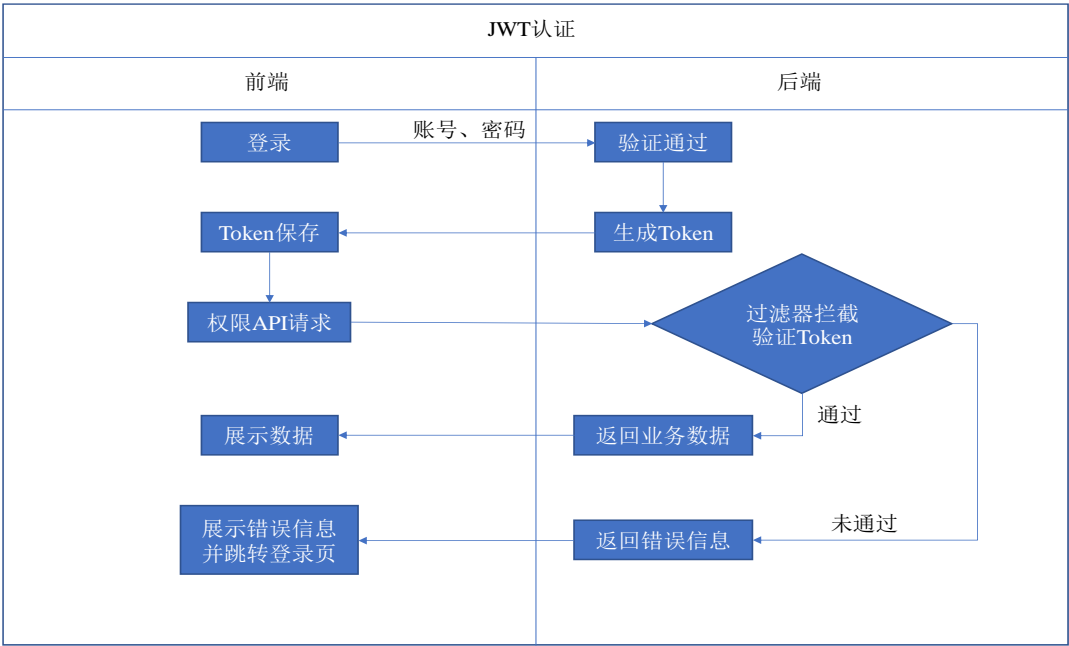 JWT认证
前端
后端
登录
账号、密码
验证通过
Token保存
生成Token
权限API请求
过滤器拦截
验证Token
通过
展示数据
返回业务数据
未通过
展示错误信息
并跳转登录页
返回错误信息